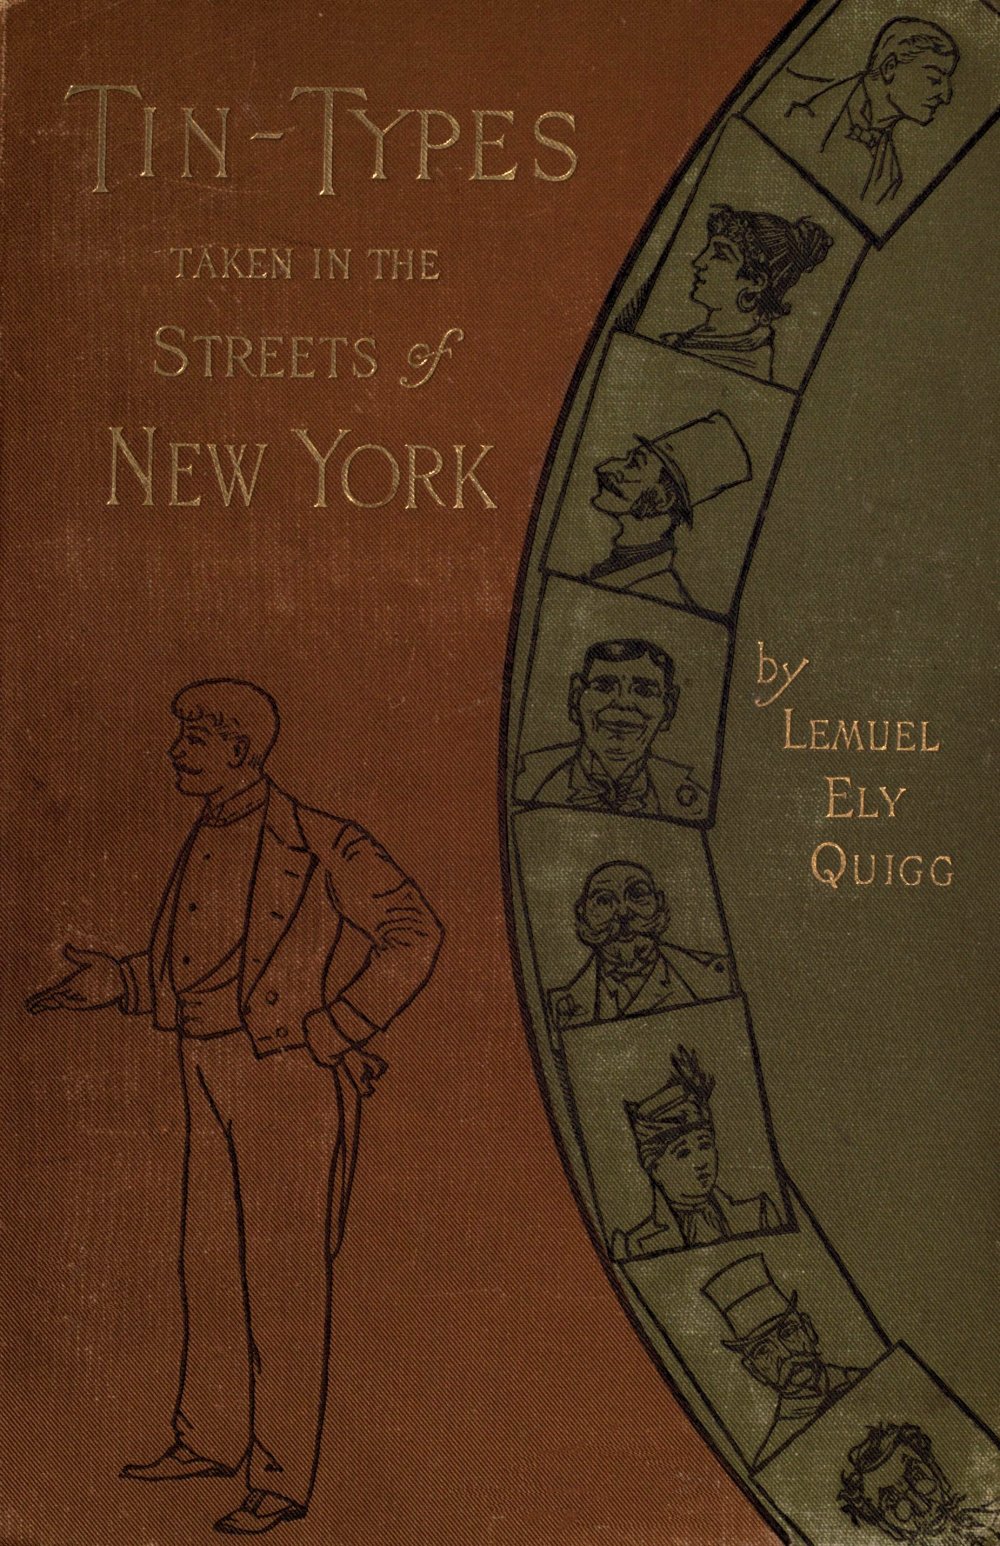 TIN-TYPES
TAKEN IN THE
STREETS of
NEW YORK
by
LEMUEL
ELY
QUIGG